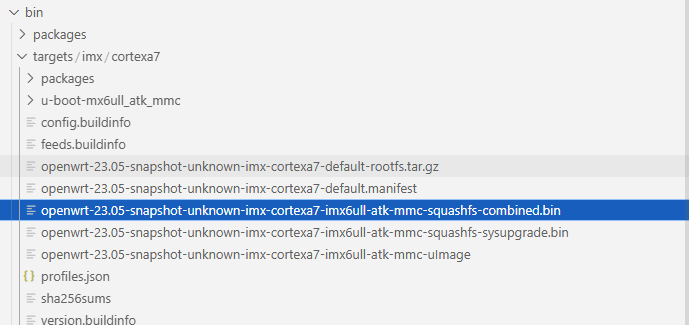 bin
packages
targets / imx / cortexa7
packages
u-boot-mx6ull_atk_mmc
config.buildinfo
feeds.buildinfo
openwrt-23.05-snapshot-unknown-imx-cortexa7-default-rootfs.tar.gz
openwrt-23.05-snapshot-unknown-imx-cortexa7-default.manifest
openwrt-23.05-snapshot-unknown-imx-cortexa7-imx6ull-atk-mmc-squashfs-combined.bin
openwrt-23.05-snapshot-unknown-imx-cortexa7-imx6ull-atk-mmc-squashfs-sysupgrade.bin
openwrt-23.05-snapshot-unknown-imx-cortexa7-imx6ull-atk-mmc-uImage
{} profiles.json
sha256sums
version.buildinfo